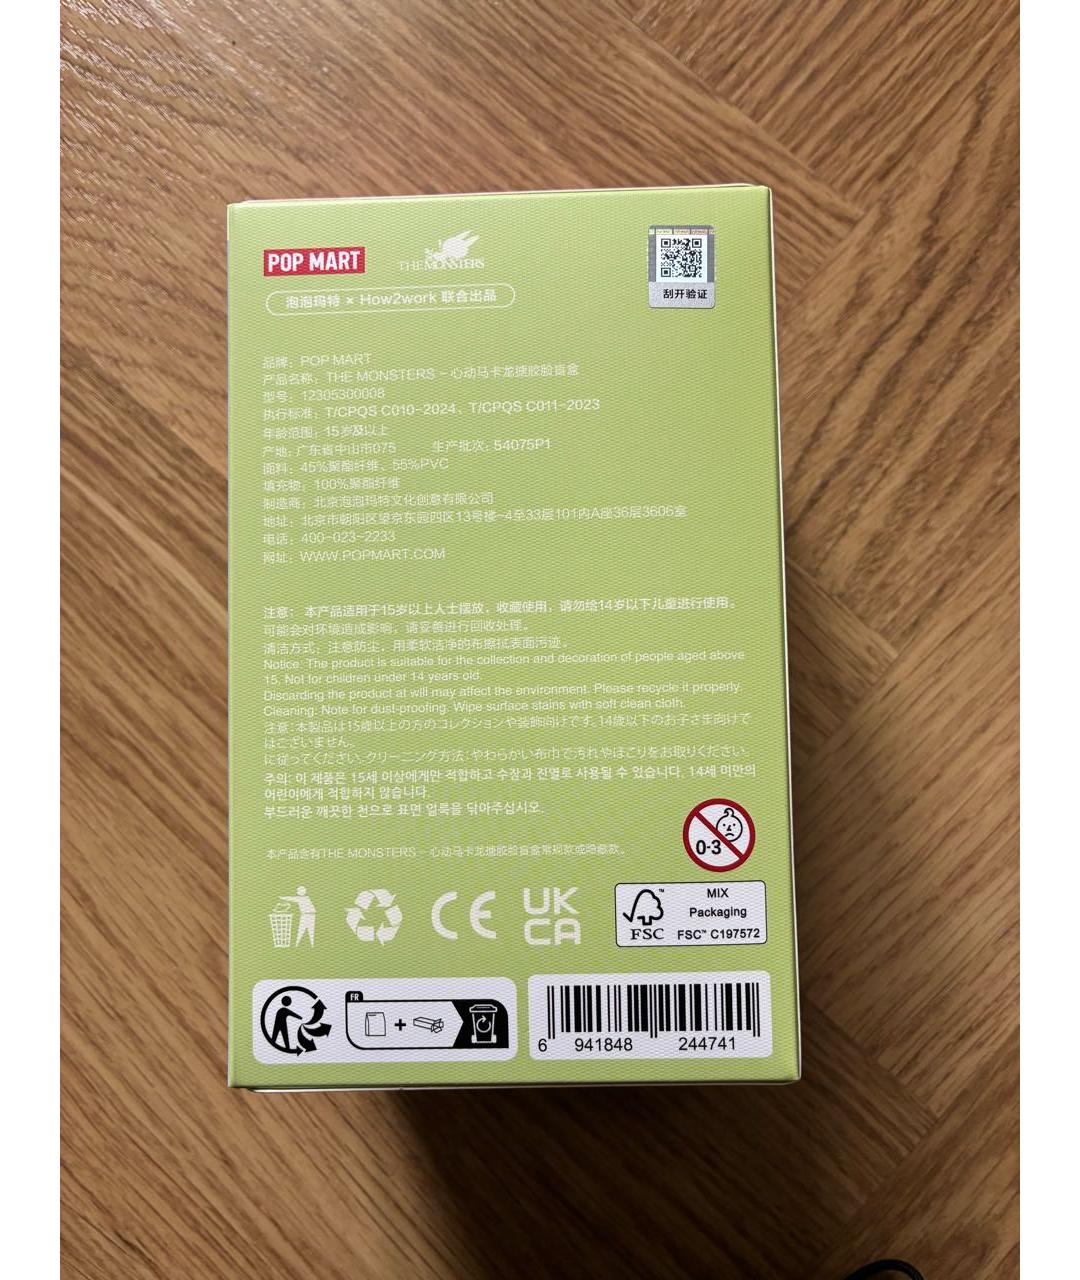 POP MART
THE MONSTERS
泡泡玛特 × How2work 联合出品
刮开验证
品牌：POP MART
产品名称：THE MONSTERS - 心动马卡龙搪胶脸盲盒
型号：12305300008
执行标准：T/CPQS C010-2024、T/CPQS C011-2023
年龄范围：15岁及以上
产地：广东省中山市075 生产批次：54075P1
面料：45%聚酯纤维、55%PVC
填充物：100%聚酯纤维
制造商：北京泡泡玛特文化创意有限公司
地址：北京市朝阳区望京东园四区13号楼-4至33层101内A座36层3606室
电话：400-023-2233
网址：WWW.POPMART.COM
注意： 本产品适用于15岁以上人士摆放，收藏使用，请勿给14岁以下儿童进行使用。
可能会对环境造成影响，请妥善进行回收处理。
清洁方式：注意防尘，用柔软洁净的布擦拭表面污迹。
Notice: The product is suitable for the collection and decoration of people aged above
15. Not for children under 14 years old.
Discarding the product at will may affect the environment. Please recycle it properly.
Cleaning: Note for dust-proofing. Wipe surface stains with soft clean cloth.
注意：本製品は15歳以上の方のコレクションや装飾向けです。14歳以下のお子さま向けで
はございません。
に従ってください。クリーニング方法：やわらかい布巾で汚れやほこりをお取りください。
주의: 이 제품은 15세 이상에게만 적합하고 수장과 진열로 사용될 수 있습니다. 14세 미만의
어린이에게 적합하지 않습니다.
부드러운 깨끗한 천으로 표면 얼룩을 닦아주십시오.
本产品含有THE MONSTERS - 心动马卡龙搪胶脸盲盒常规款或隐藏款。
0-3
CE
UK
CA
FSC™
MIX
Packaging
FSC™ C197572
FR
+
6 941848 244741